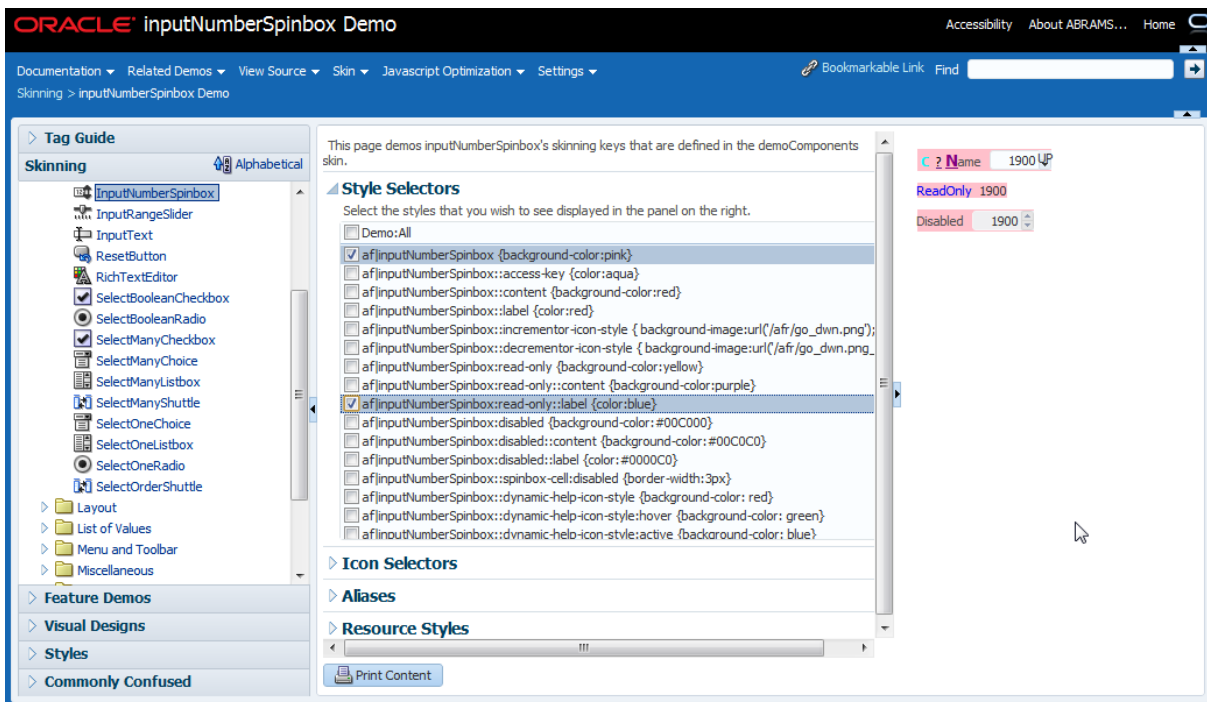 ORACLE inputNumberSpinbox Demo
Accessibility About ABRAMS... Home
Documentation Related Demos View Source Skin Javascript Optimization Settings
Bookmarkable Link Find
Skinning > inputNumberSpinbox Demo
Tag Guide
Skinning Alphabetical
InputNumberSpinbox
InputRangeSlider
InputText
ResetButton
RichTextEditor
SelectBooleanCheckbox
SelectBooleanRadio
SelectManyCheckbox
SelectManyChoice
SelectManyListbox
SelectManyShuttle
SelectOneChoice
SelectOneListbox
SelectOneRadio
SelectOrderShuttle
Layout
List of Values
Menu and Toolbar
Miscellaneous
Feature Demos
Visual Designs
Styles
Commonly Confused
This page demos inputNumberSpinbox's skinning keys that are defined in the demoComponents
skin.
Style Selectors
Select the styles that you wish to see displayed in the panel on the right.
Demo:All
af|inputNumberSpinbox {background-color:pink}
af|inputNumberSpinbox::access-key {color:aqua}
af|inputNumberSpinbox::content {background-color:red}
af|inputNumberSpinbox::label {color:red}
af|inputNumberSpinbox::incrementor-icon-style { background-image:url('/afr/go_dwn.png');
af|inputNumberSpinbox::decrementor-icon-style { background-image:url('/afr/go_dwn.png_
af|inputNumberSpinbox:read-only {background-color:yellow}
af|inputNumberSpinbox:read-only::content {background-color:purple}
af|inputNumberSpinbox:read-only::label {color:blue}
af|inputNumberSpinbox:disabled {background-color:#00C000}
af|inputNumberSpinbox:disabled::content {background-color:#00C0C0}
af|inputNumberSpinbox:disabled::label {color:#0000C0}
af|inputNumberSpinbox::spinbox-cell:disabled {border-width:3px}
af|inputNumberSpinbox::dynamic-help-icon-style {background-color: red}
af|inputNumberSpinbox::dynamic-help-icon-style:hover {background-color: green}
af|inputNumberSpinbox::dynamic-help-icon-style:active {background-color: blue}
Icon Selectors
Aliases
Resource Styles
Print Content
C ? Name 1900 UP
ReadOnly 1900
Disabled 1900